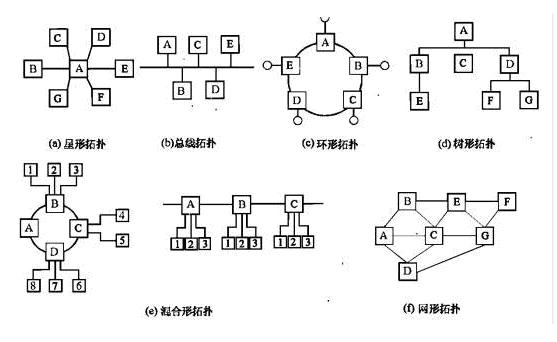 C D
B A E
G F
(a) 星形拓扑
A C E
B D
(b)总线拓扑
A
E B
D C
(c) 环形拓扑
A
B C D
E F G
(d) 树形拓扑
1 2 3
B
A C 4
5
D
8 7 6
A B C
1 2 3 1 2 3 1 2 3
(e) 混合形拓扑
B E F
A C G
D
(f) 网形拓扑